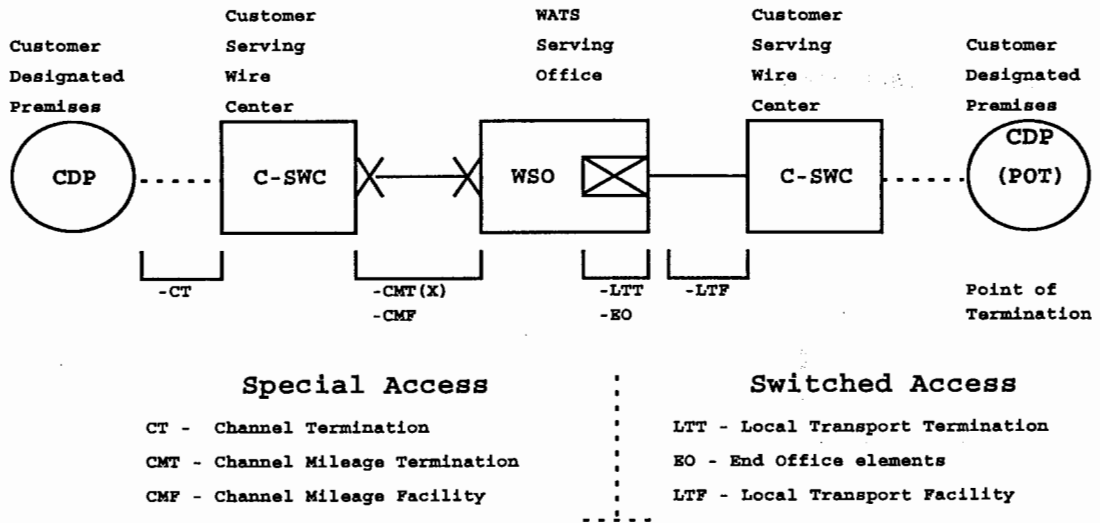 Customer WATS Customer
Customer Serving Serving Serving Customer
Designated Wire Office Wire Designated
Premises Center Center Premises
CDP C-SWC WSO C-SWC CDP
(POT)
-CT -CMT(X) -LTT -LTF Point of
-CMF -EO Termination
Special Access Switched Access
CT - Channel Termination LTT - Local Transport Termination
CMT - Channel Mileage Termination EO - End Office elements
CMF - Channel Mileage Facility LTF - Local Transport Facility